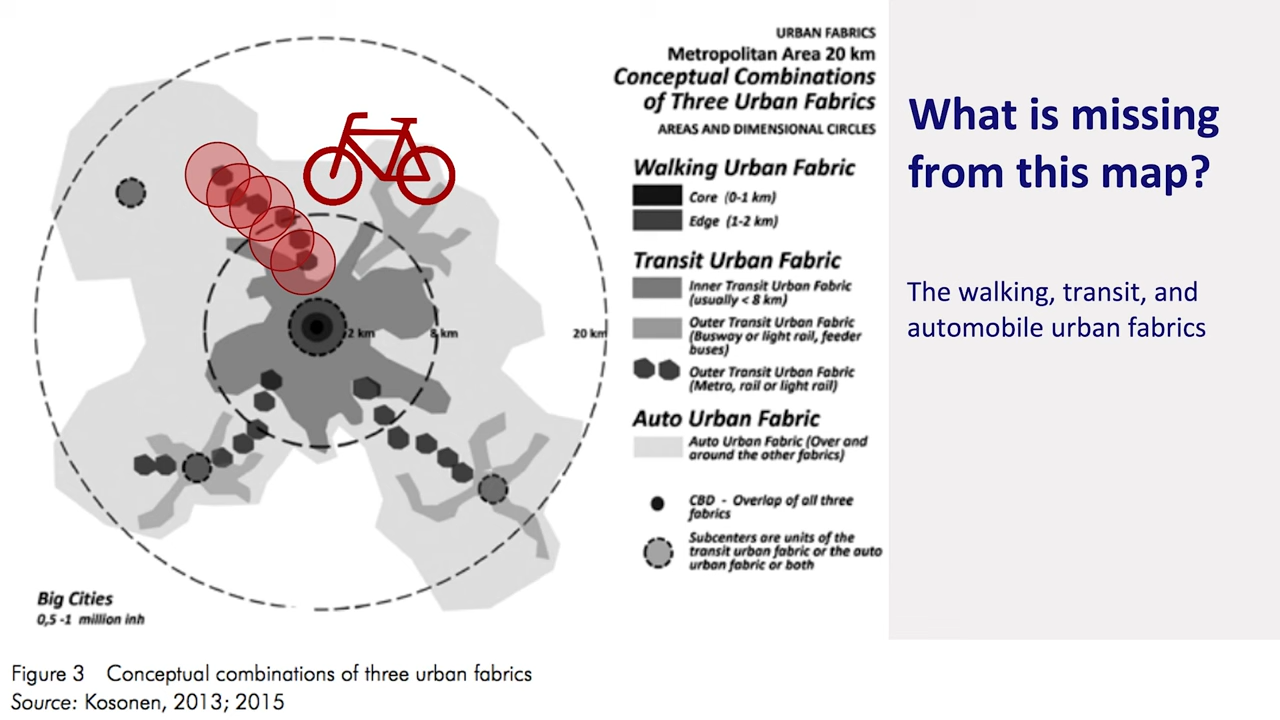 URBAN FABRICS
Metropolitan Area 20 km
Conceptual Combinations
of Three Urban Fabrics
AREAS AND DIMENSIONAL CIRCLES
Walking Urban Fabric
Core (0-1 km)
Edge (1-2 km)
Transit Urban Fabric
Inner Transit Urban Fabric
(usually < 8 km)
Outer Transit Urban Fabric
(Busway or light rail, feeder
buses)
Outer Transit Urban Fabric
(Metro, rail or light rail)
Auto Urban Fabric
Auto Urban Fabric (Over and
around the other fabrics)
CBD - Overlap of all three
fabrics
Subcenters are units of the
transit urban fabric or the auto
urban fabric or both
2 km
8 km
20 km
Big Cities
0,5 -1 million inh
What is missing
from this map?
The walking, transit, and
automobile urban fabrics
Figure 3 Conceptual combinations of three urban fabrics
Source: Kosonen, 2013; 2015